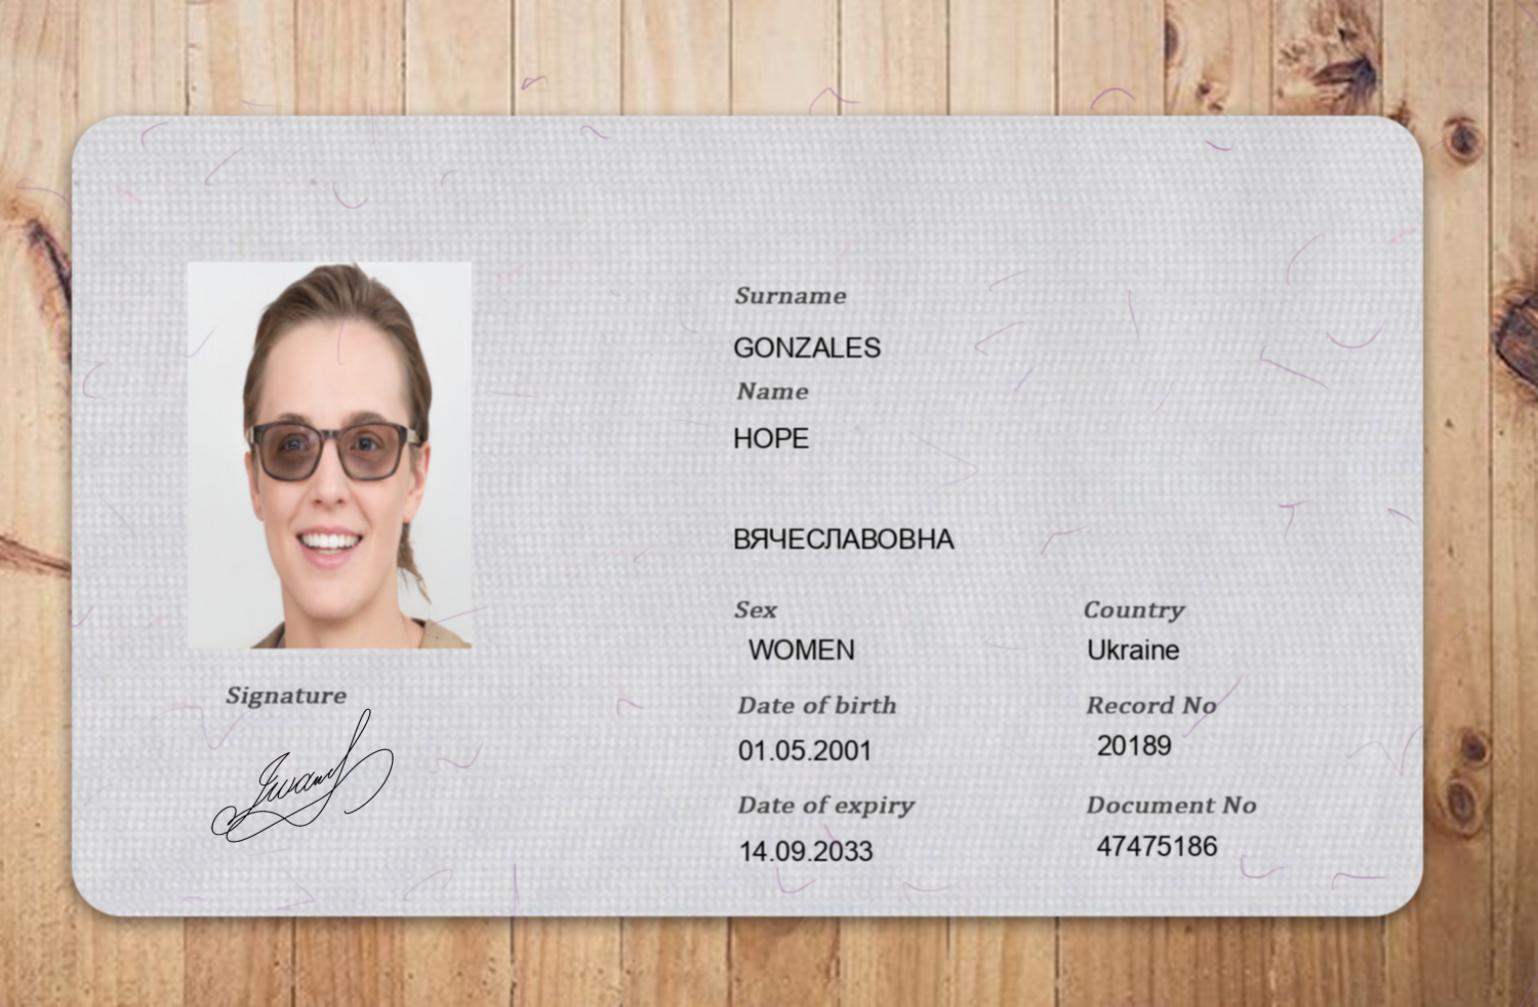 Surname
GONZALES
Name
HOPE
ВЯЧЕСЛАВОВНА
Sex
WOMEN
Country
Ukraine
Date of birth
01.05.2001
Record No
20189
Date of expiry
14.09.2033
Document No
47475186
Signature